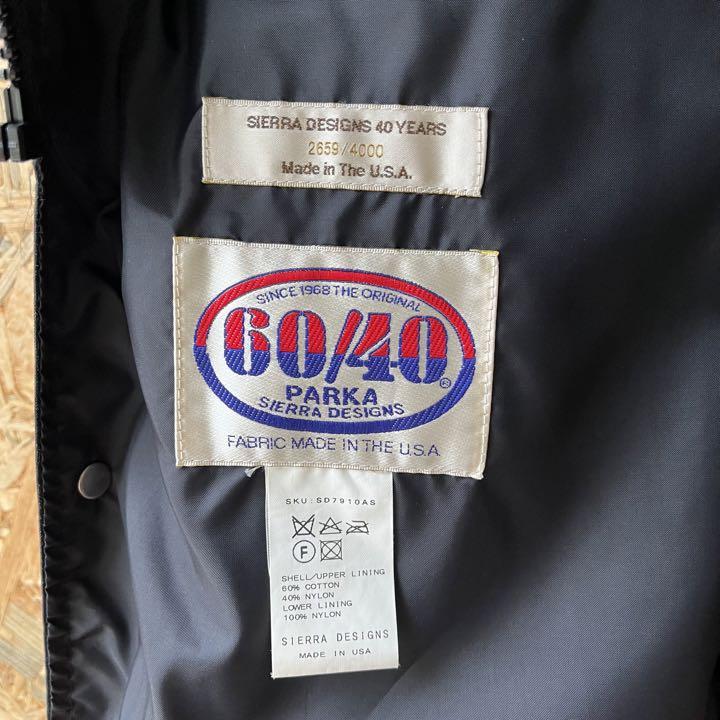 SIERRA DESIGNS 40 YEARS
2659/4000
Made in The U.S.A.
SINCE 1968 THE ORIGINAL
60/40®
PARKA
SIERRA DESIGNS
FABRIC MADE IN THE U.S.A
SKU:SD7910AS
F
SHELL/UPPER LINING
60% COTTON
40% NYLON
LOWER LINING
100% NYLON
SIERRA DESIGNS
MADE IN USA